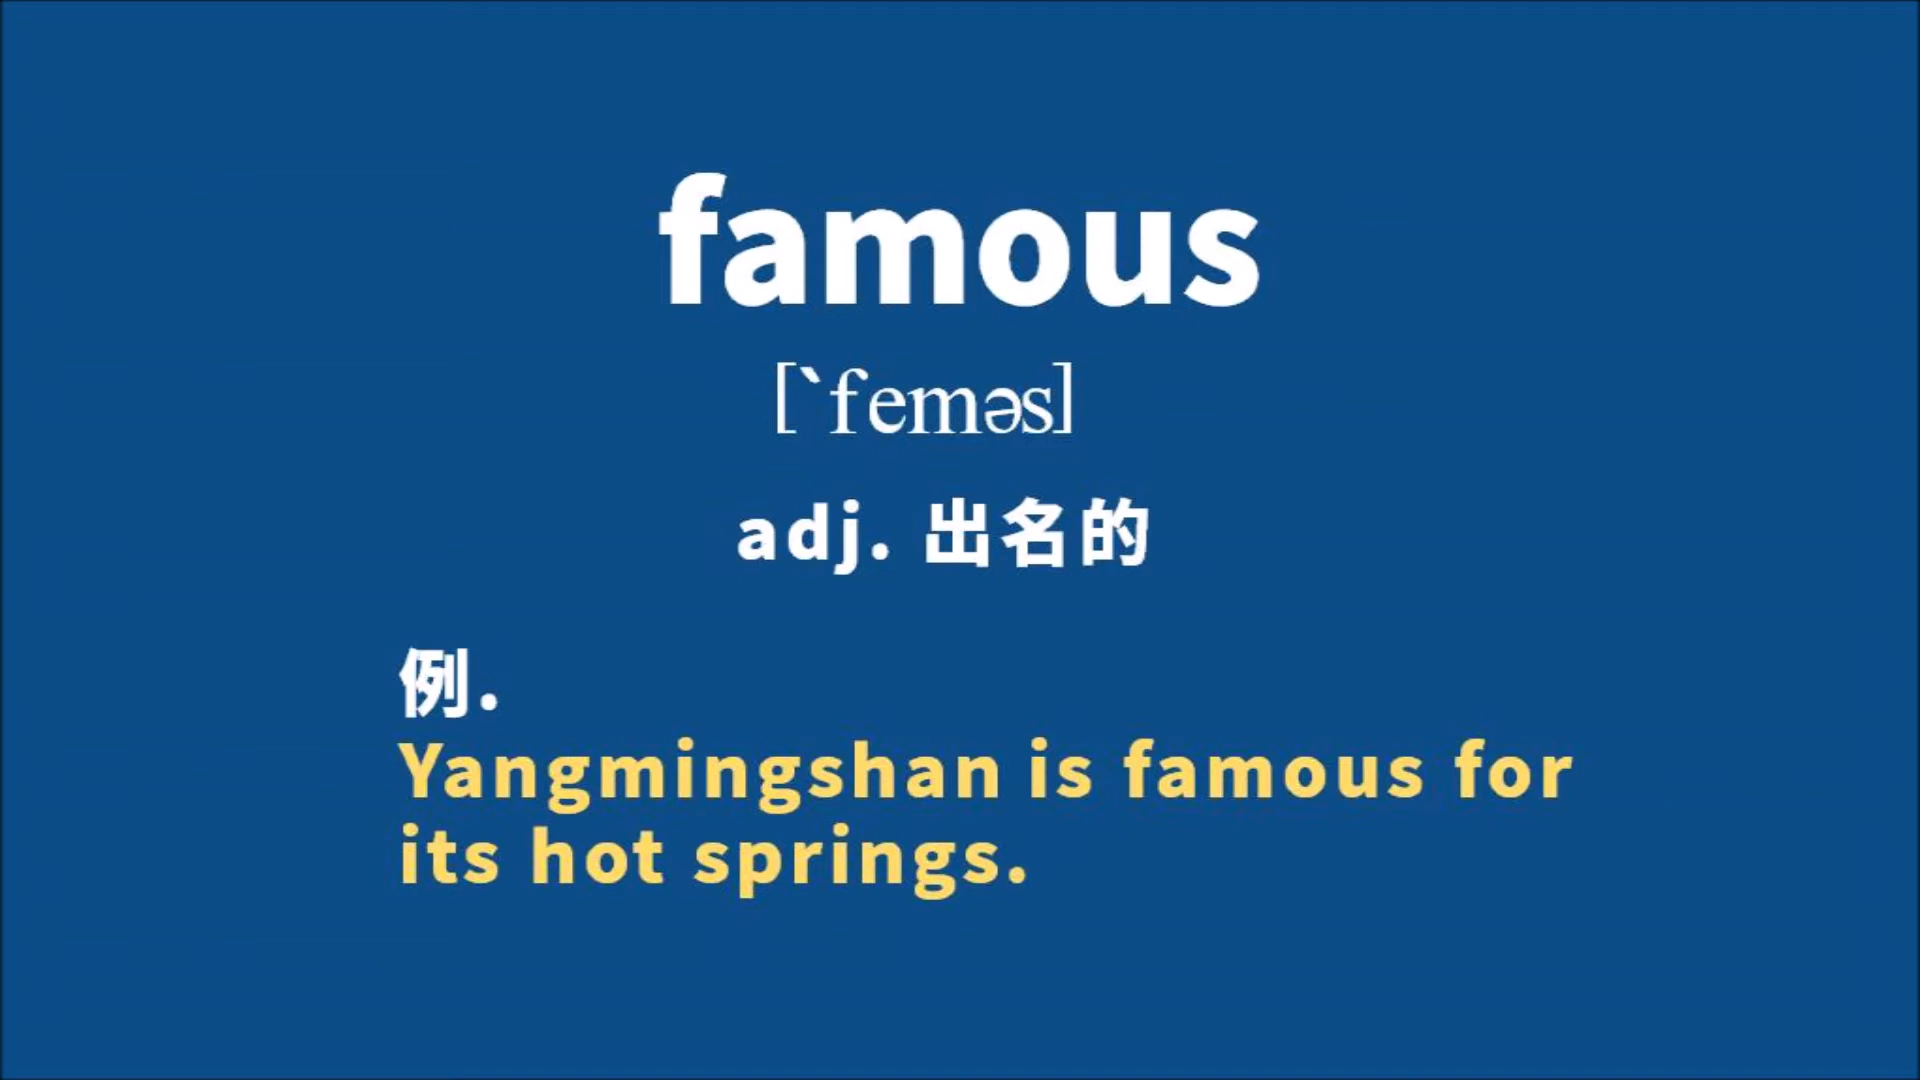 famous
[ˋfeməs]
adj. 出名的
例.
Yangmingshan is famous for
its hot springs.